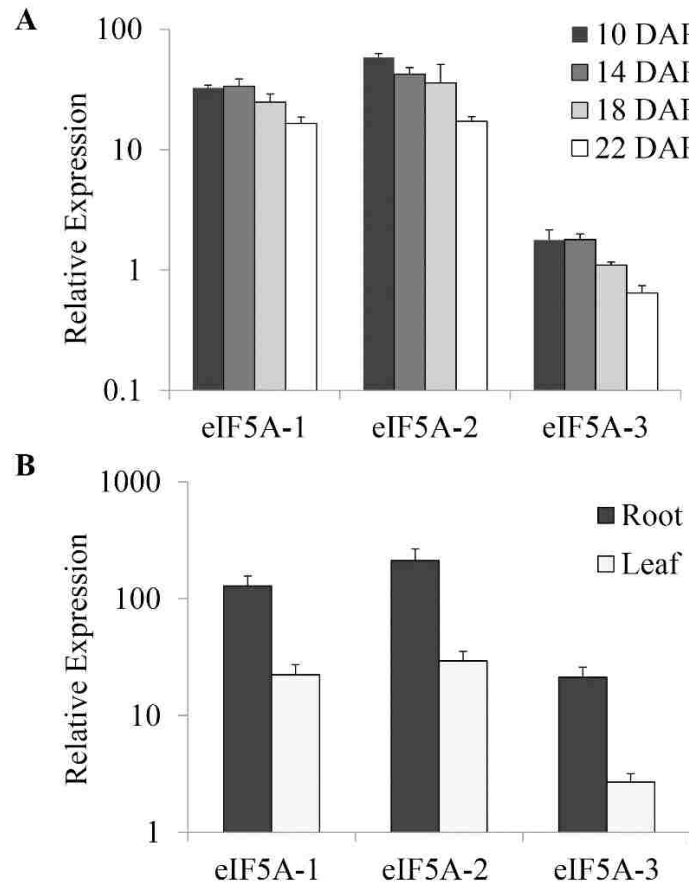 A
100
10
1
0.1
Relative Expression
10 DAF
14 DAF
18 DAF
22 DAF
eIF5A-1 eIF5A-2 eIF5A-3
B
1000
100
10
1
Relative Expression
Root
Leaf
eIF5A-1 eIF5A-2 eIF5A-3